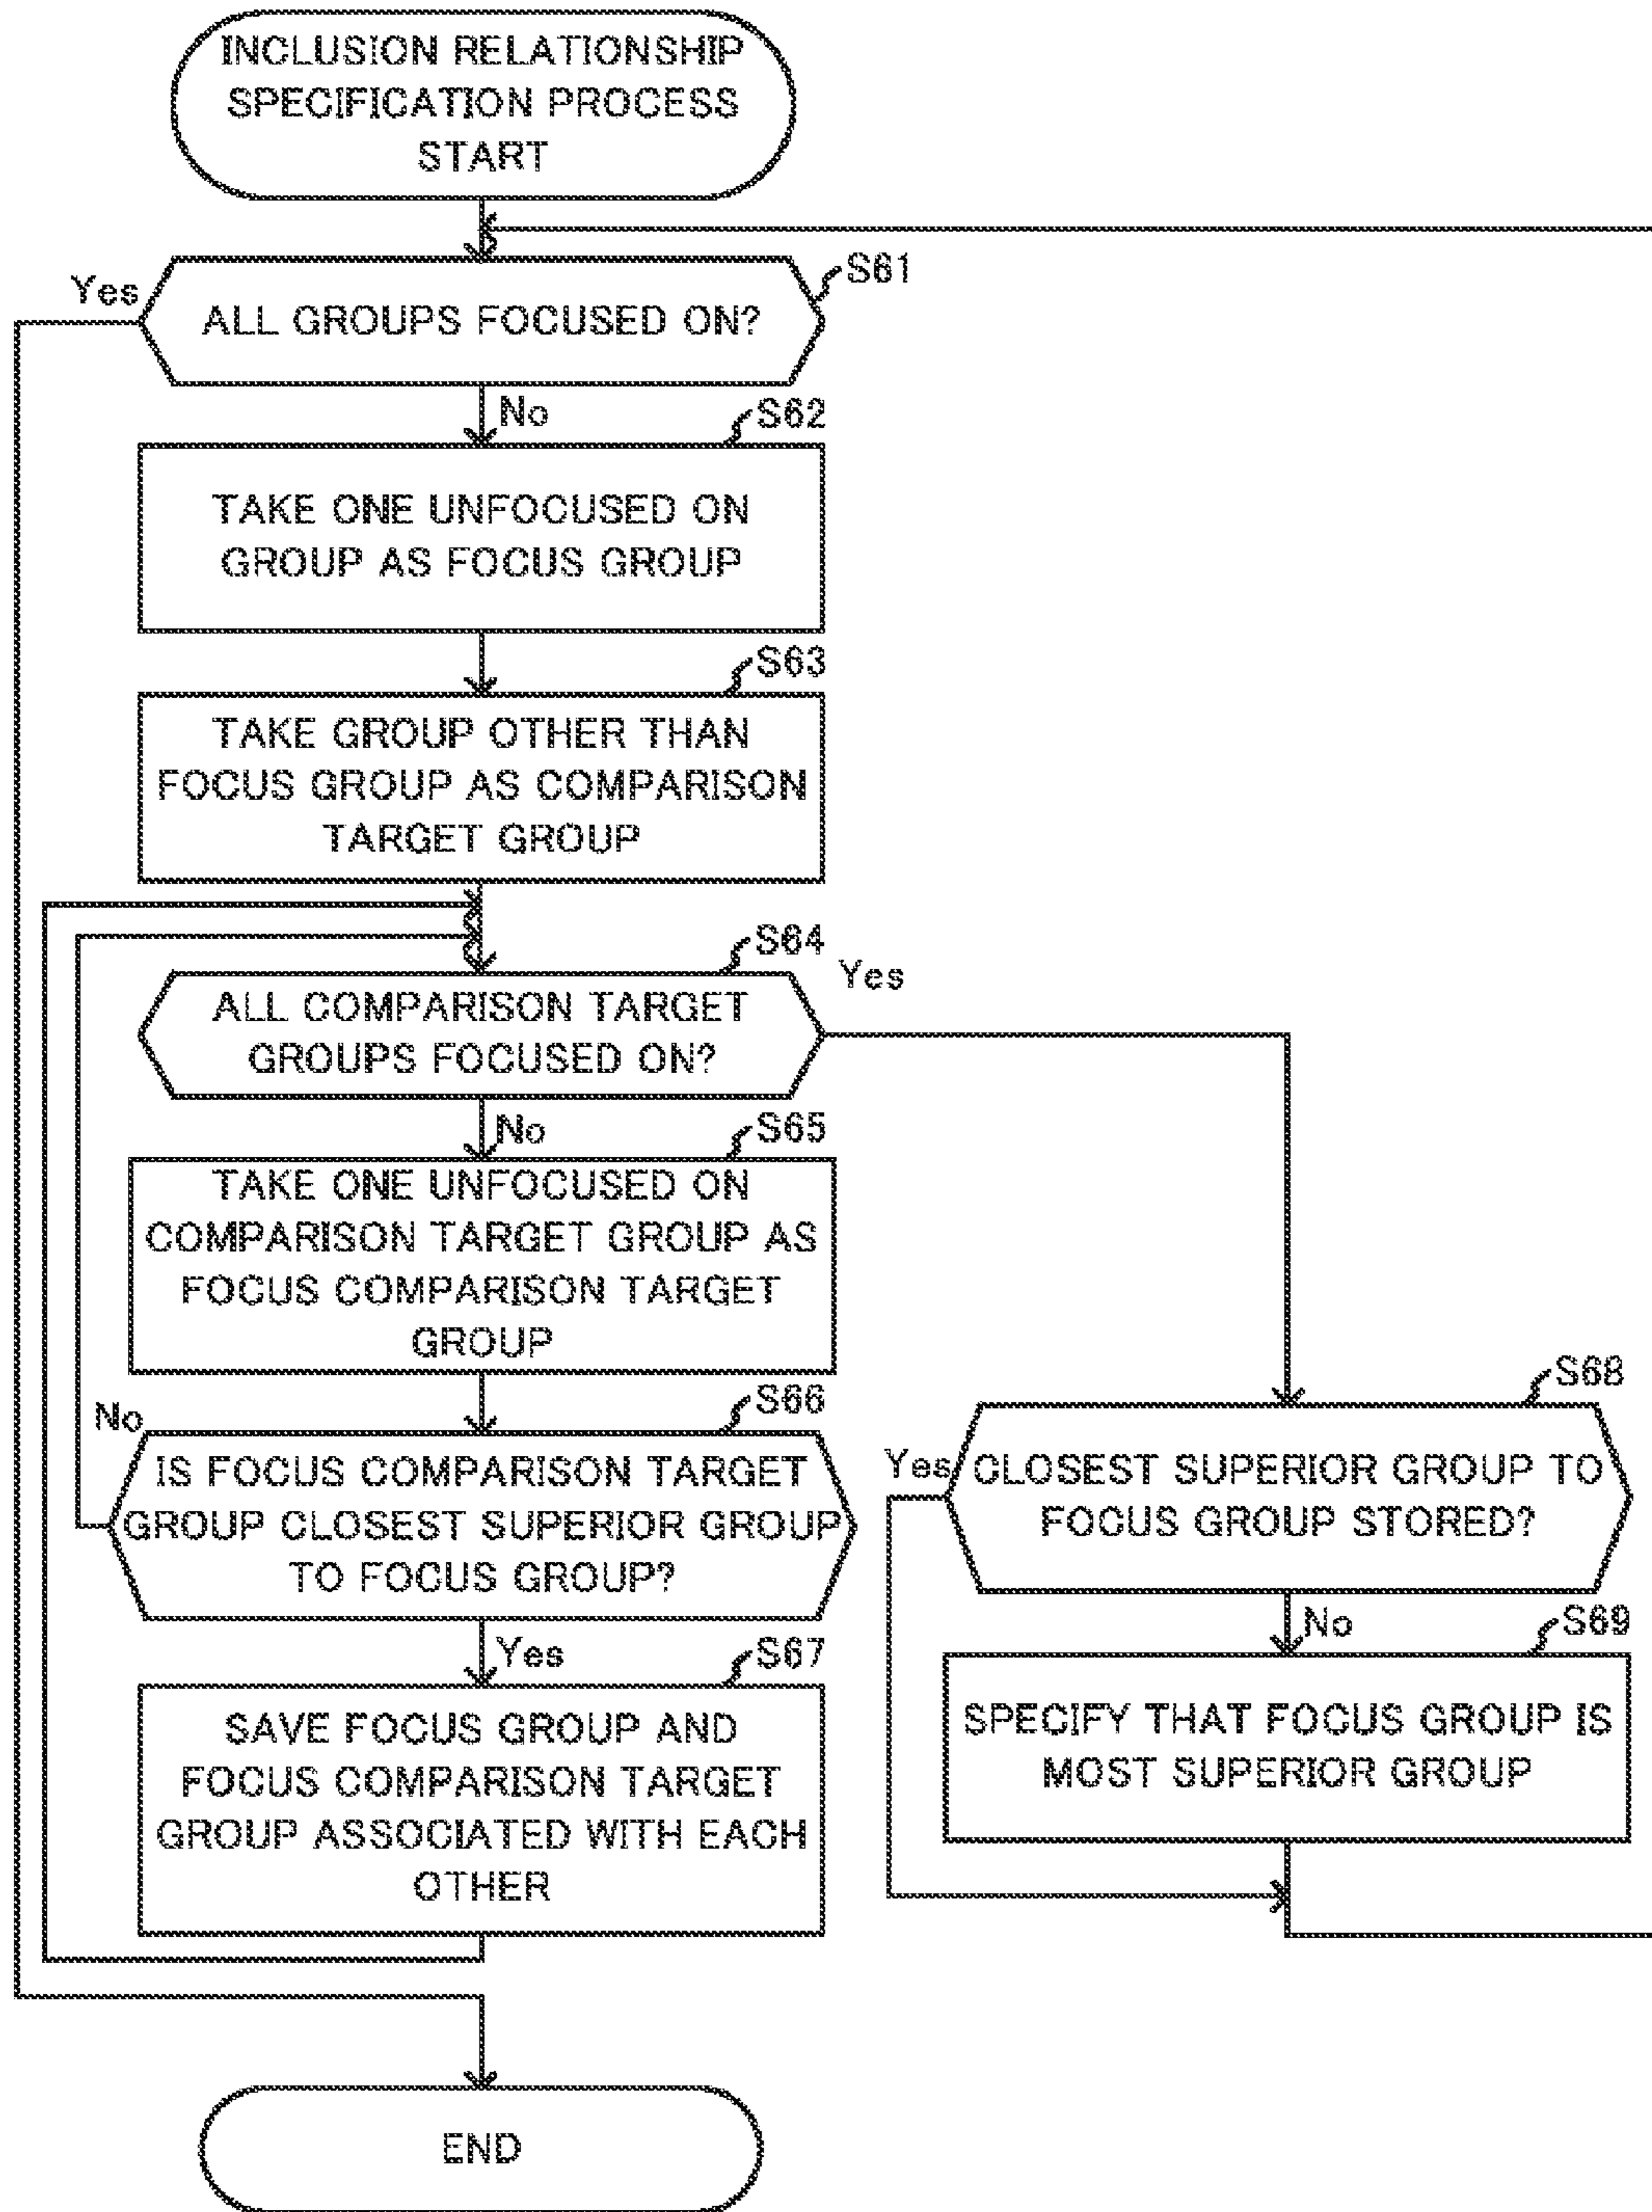 INCLUSION RELATIONSHIP
SPECIFICATION PROCESS
START
S61
Yes
ALL GROUPS FOCUSED ON?
No
S62
TAKE ONE UNFOCUSED ON
GROUP AS FOCUS GROUP
S63
TAKE GROUP OTHER THAN
FOCUS GROUP AS COMPARISON
TARGET GROUP
S64
Yes
ALL COMPARISON TARGET
GROUPS FOCUSED ON?
No
S65
TAKE ONE UNFOCUSED ON
COMPARISON TARGET GROUP AS
FOCUS COMPARISON TARGET
GROUP
S66
No
IS FOCUS COMPARISON TARGET
GROUP CLOSEST SUPERIOR GROUP
TO FOCUS GROUP?
Yes
S67
SAVE FOCUS GROUP AND
FOCUS COMPARISON TARGET
GROUP ASSOCIATED WITH EACH
OTHER
S68
Yes
CLOSEST SUPERIOR GROUP TO
FOCUS GROUP STORED?
No
S69
SPECIFY THAT FOCUS GROUP IS
MOST SUPERIOR GROUP
END